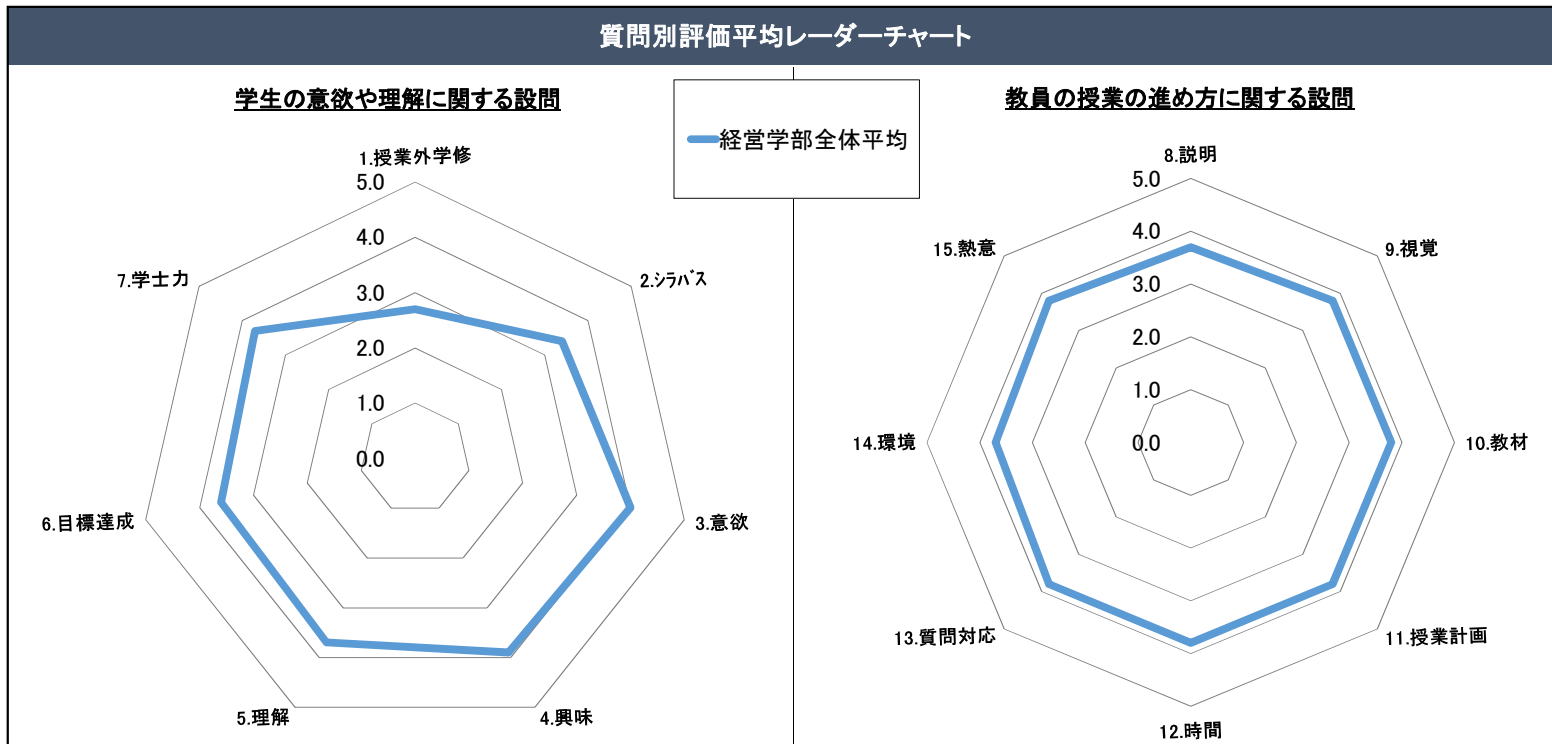 質問別評価平均レーダーチャート
学生の意欲や理解に関する設問
経営学部全体平均
1.授業外学修
5.0
4.0
3.0
2.0
1.0
0.0
2.ｼﾗﾊﾞｽ
3.意欲
4.興味
5.理解
6.目標達成
7.学士力
教員の授業の進め方に関する設問
8.説明
5.0
4.0
3.0
2.0
1.0
0.0
9.視覚
10.教材
11.授業計画
12.時間
13.質問対応
14.環境
15.熱意